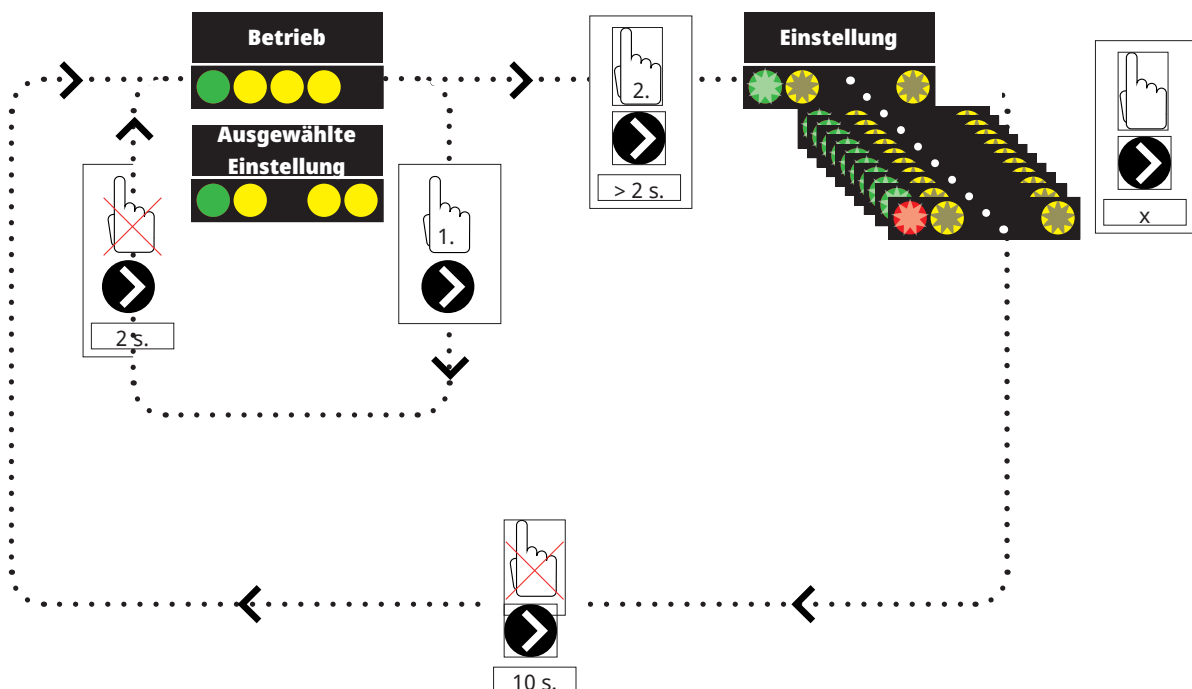 Betrieb
Ausgewählte
Einstellung
2 s.
1.
2.
> 2 s.
Einstellung
x
10 s.